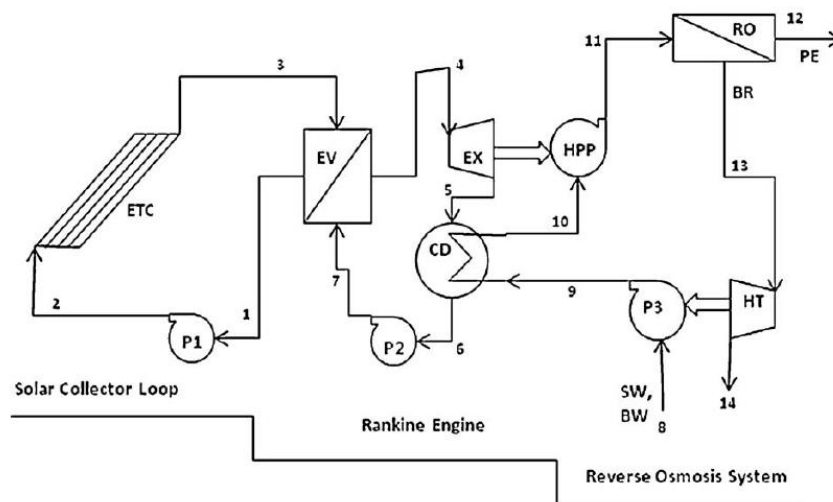 12
RO
PE
11
BR
3
4
EX
HPP
EV
ETC
5
13
10
CD
7
9
2
1
P1
P2
6
P3
HT
SW,
BW
8
14
Solar Collector Loop
Rankine Engine
Reverse Osmosis System